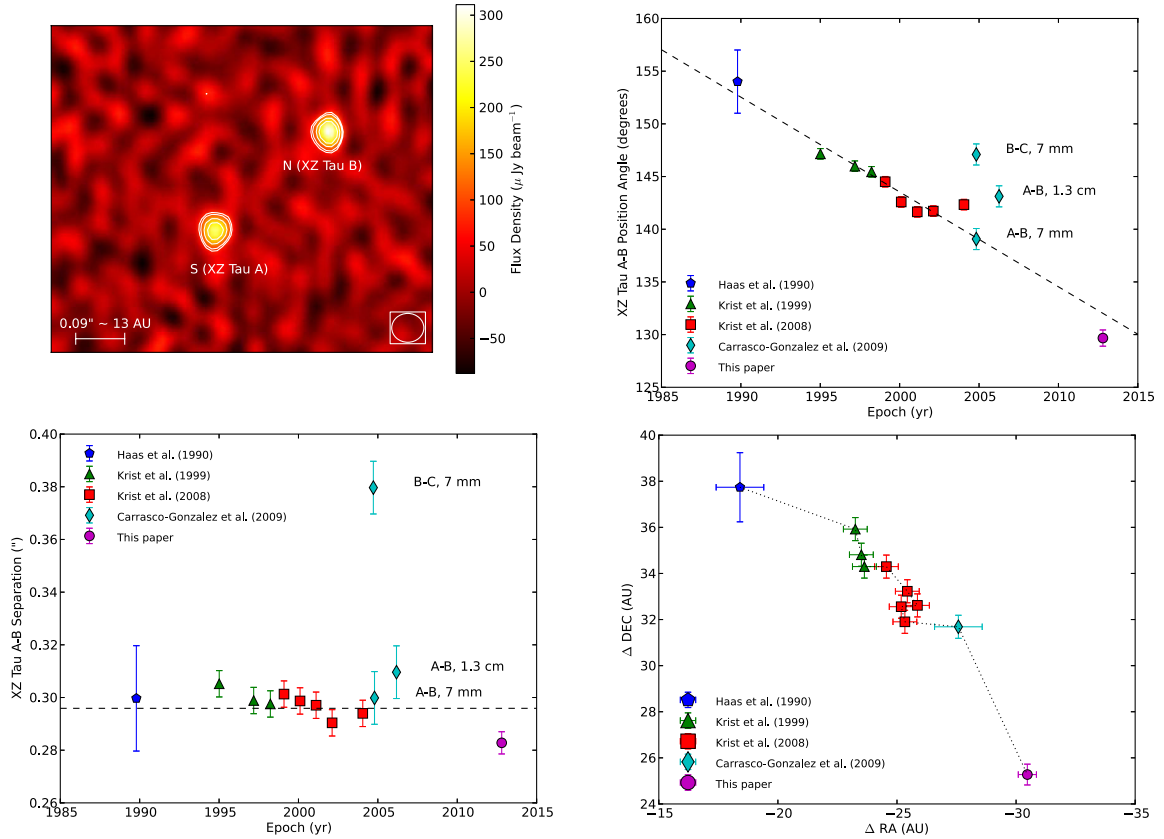 N (XZ Tau B)
S (XZ Tau A)
0.09" ~ 13 AU
300
250
200
150
100
50
0
−50
Flux Density (μ Jy beam⁻¹)
XZ Tau A-B Position Angle (degrees)
160
155
150
145
140
135
130
125
B-C, 7 mm
A-B, 1.3 cm
A-B, 7 mm
Haas et al. (1990)
Krist et al. (1999)
Krist et al. (2008)
Carrasco-Gonzalez et al. (2009)
This paper
1985 1990 1995 2000 2005 2010 2015
Epoch (yr)
XZ Tau A-B Separation (")
0.40
0.38
0.36
0.34
0.32
0.30
0.28
0.26
Haas et al. (1990)
Krist et al. (1999)
Krist et al. (2008)
Carrasco-Gonzalez et al. (2009)
This paper
B-C, 7 mm
A-B, 1.3 cm
A-B, 7 mm
1985 1990 1995 2000 2005 2010 2015
Epoch (yr)
Δ DEC (AU)
40
38
36
34
32
30
28
26
24
Haas et al. (1990)
Krist et al. (1999)
Krist et al. (2008)
Carrasco-Gonzalez et al. (2009)
This paper
−15 −20 −25 −30 −35
Δ RA (AU)